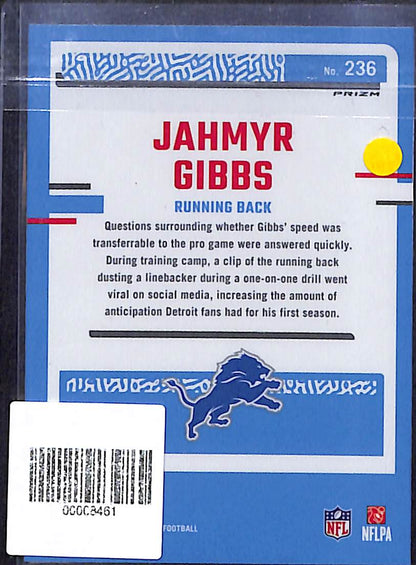 No. 236
PRIZM
JAHMYR
GIBBS
RUNNING BACK
Questions surrounding whether Gibbs' speed was
transferrable to the pro game were answered quickly.
During training camp, a clip of the running back
dusting a linebacker during a one-on-one drill went
viral on social media, increasing the amount of
anticipation Detroit fans had for his first season.
00008461
FOOTBALL
NFL
NFLPA